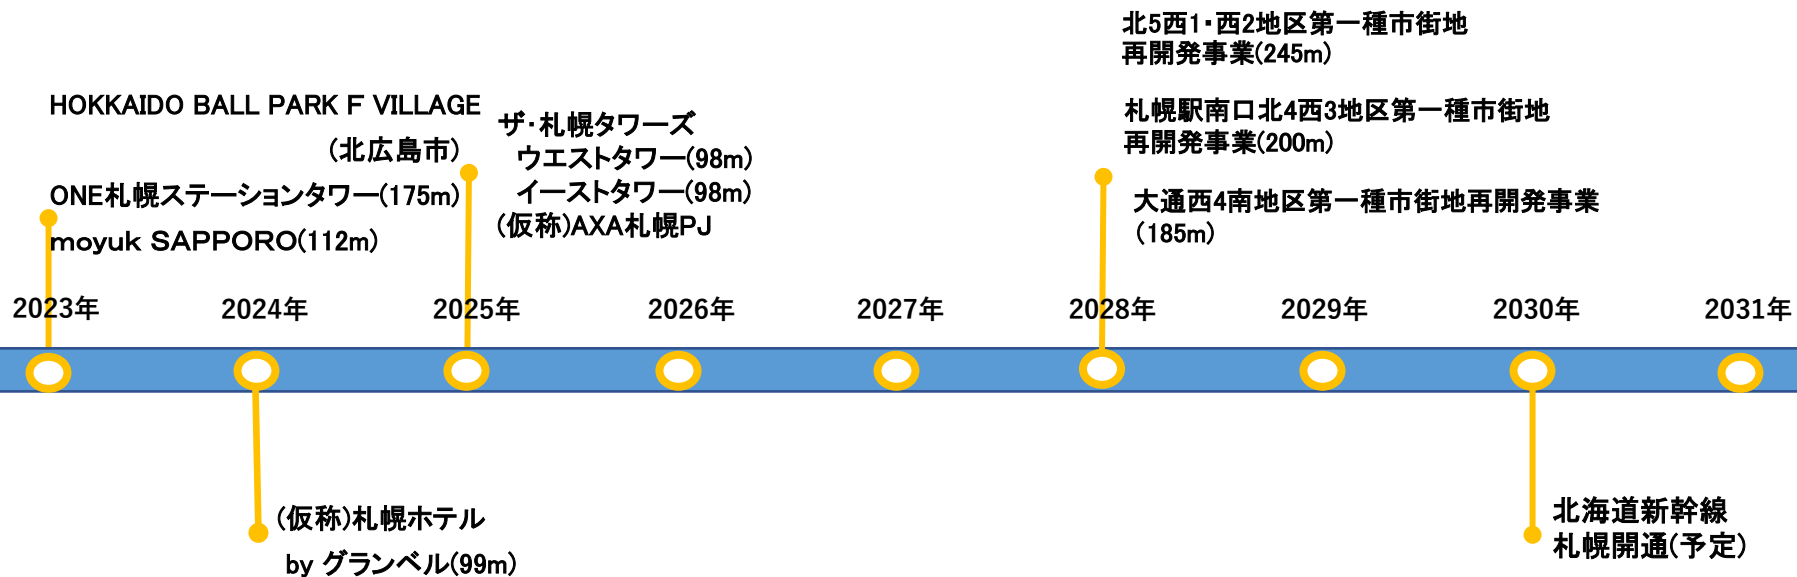 HOKKAIDO BALL PARK F VILLAGE
(北広島市)
ONE札幌ステーションタワー(175m)
moyuk SAPPORO(112m)
ザ・札幌タワーズ
ウエストタワー(98m)
イーストタワー(98m)
(仮称)AXA札幌PJ
北5西1・西2地区第一種市街地
再開発事業(245m)
札幌駅南口北4西3地区第一種市街地
再開発事業(200m)
大通西4南地区第一種市街地再開発事業
(185m)
2023年
2024年
2025年
2026年
2027年
2028年
2029年
2030年
2031年
(仮称)札幌ホテル
by グランベル(99m)
北海道新幹線
札幌開通(予定)